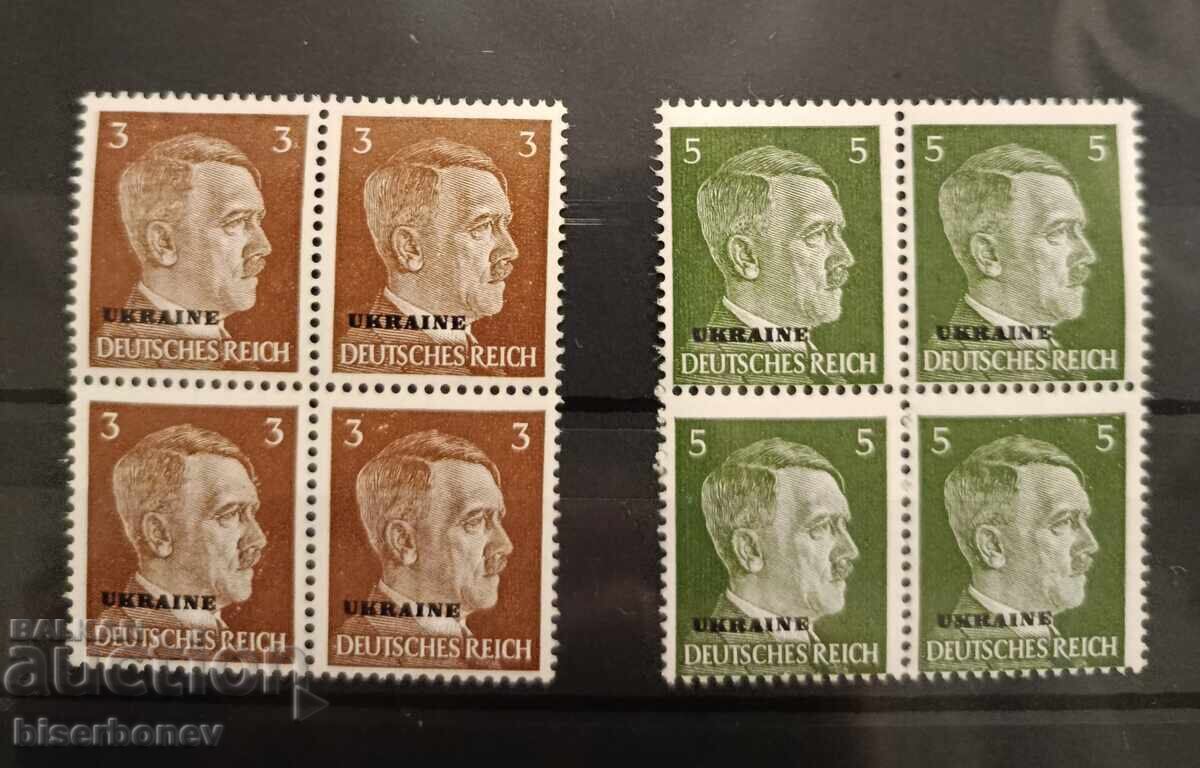 3 3
UKRAINE
DEUTSCHES REICH
3 3
UKRAINE
DEUTSCHES REICH
3 3
UKRAINE
DEUTSCHES REICH
3 3
UKRAINE
DEUTSCHES REICH
5 5
UKRAINE
DEUTSCHES REICH
5 5
UKRAINE
DEUTSCHES REICH
5 5
UKRAINE
DEUTSCHES REICH
5 5
UKRAINE
DEUTSCHES REICH
BALKAN
auction
biserbonev